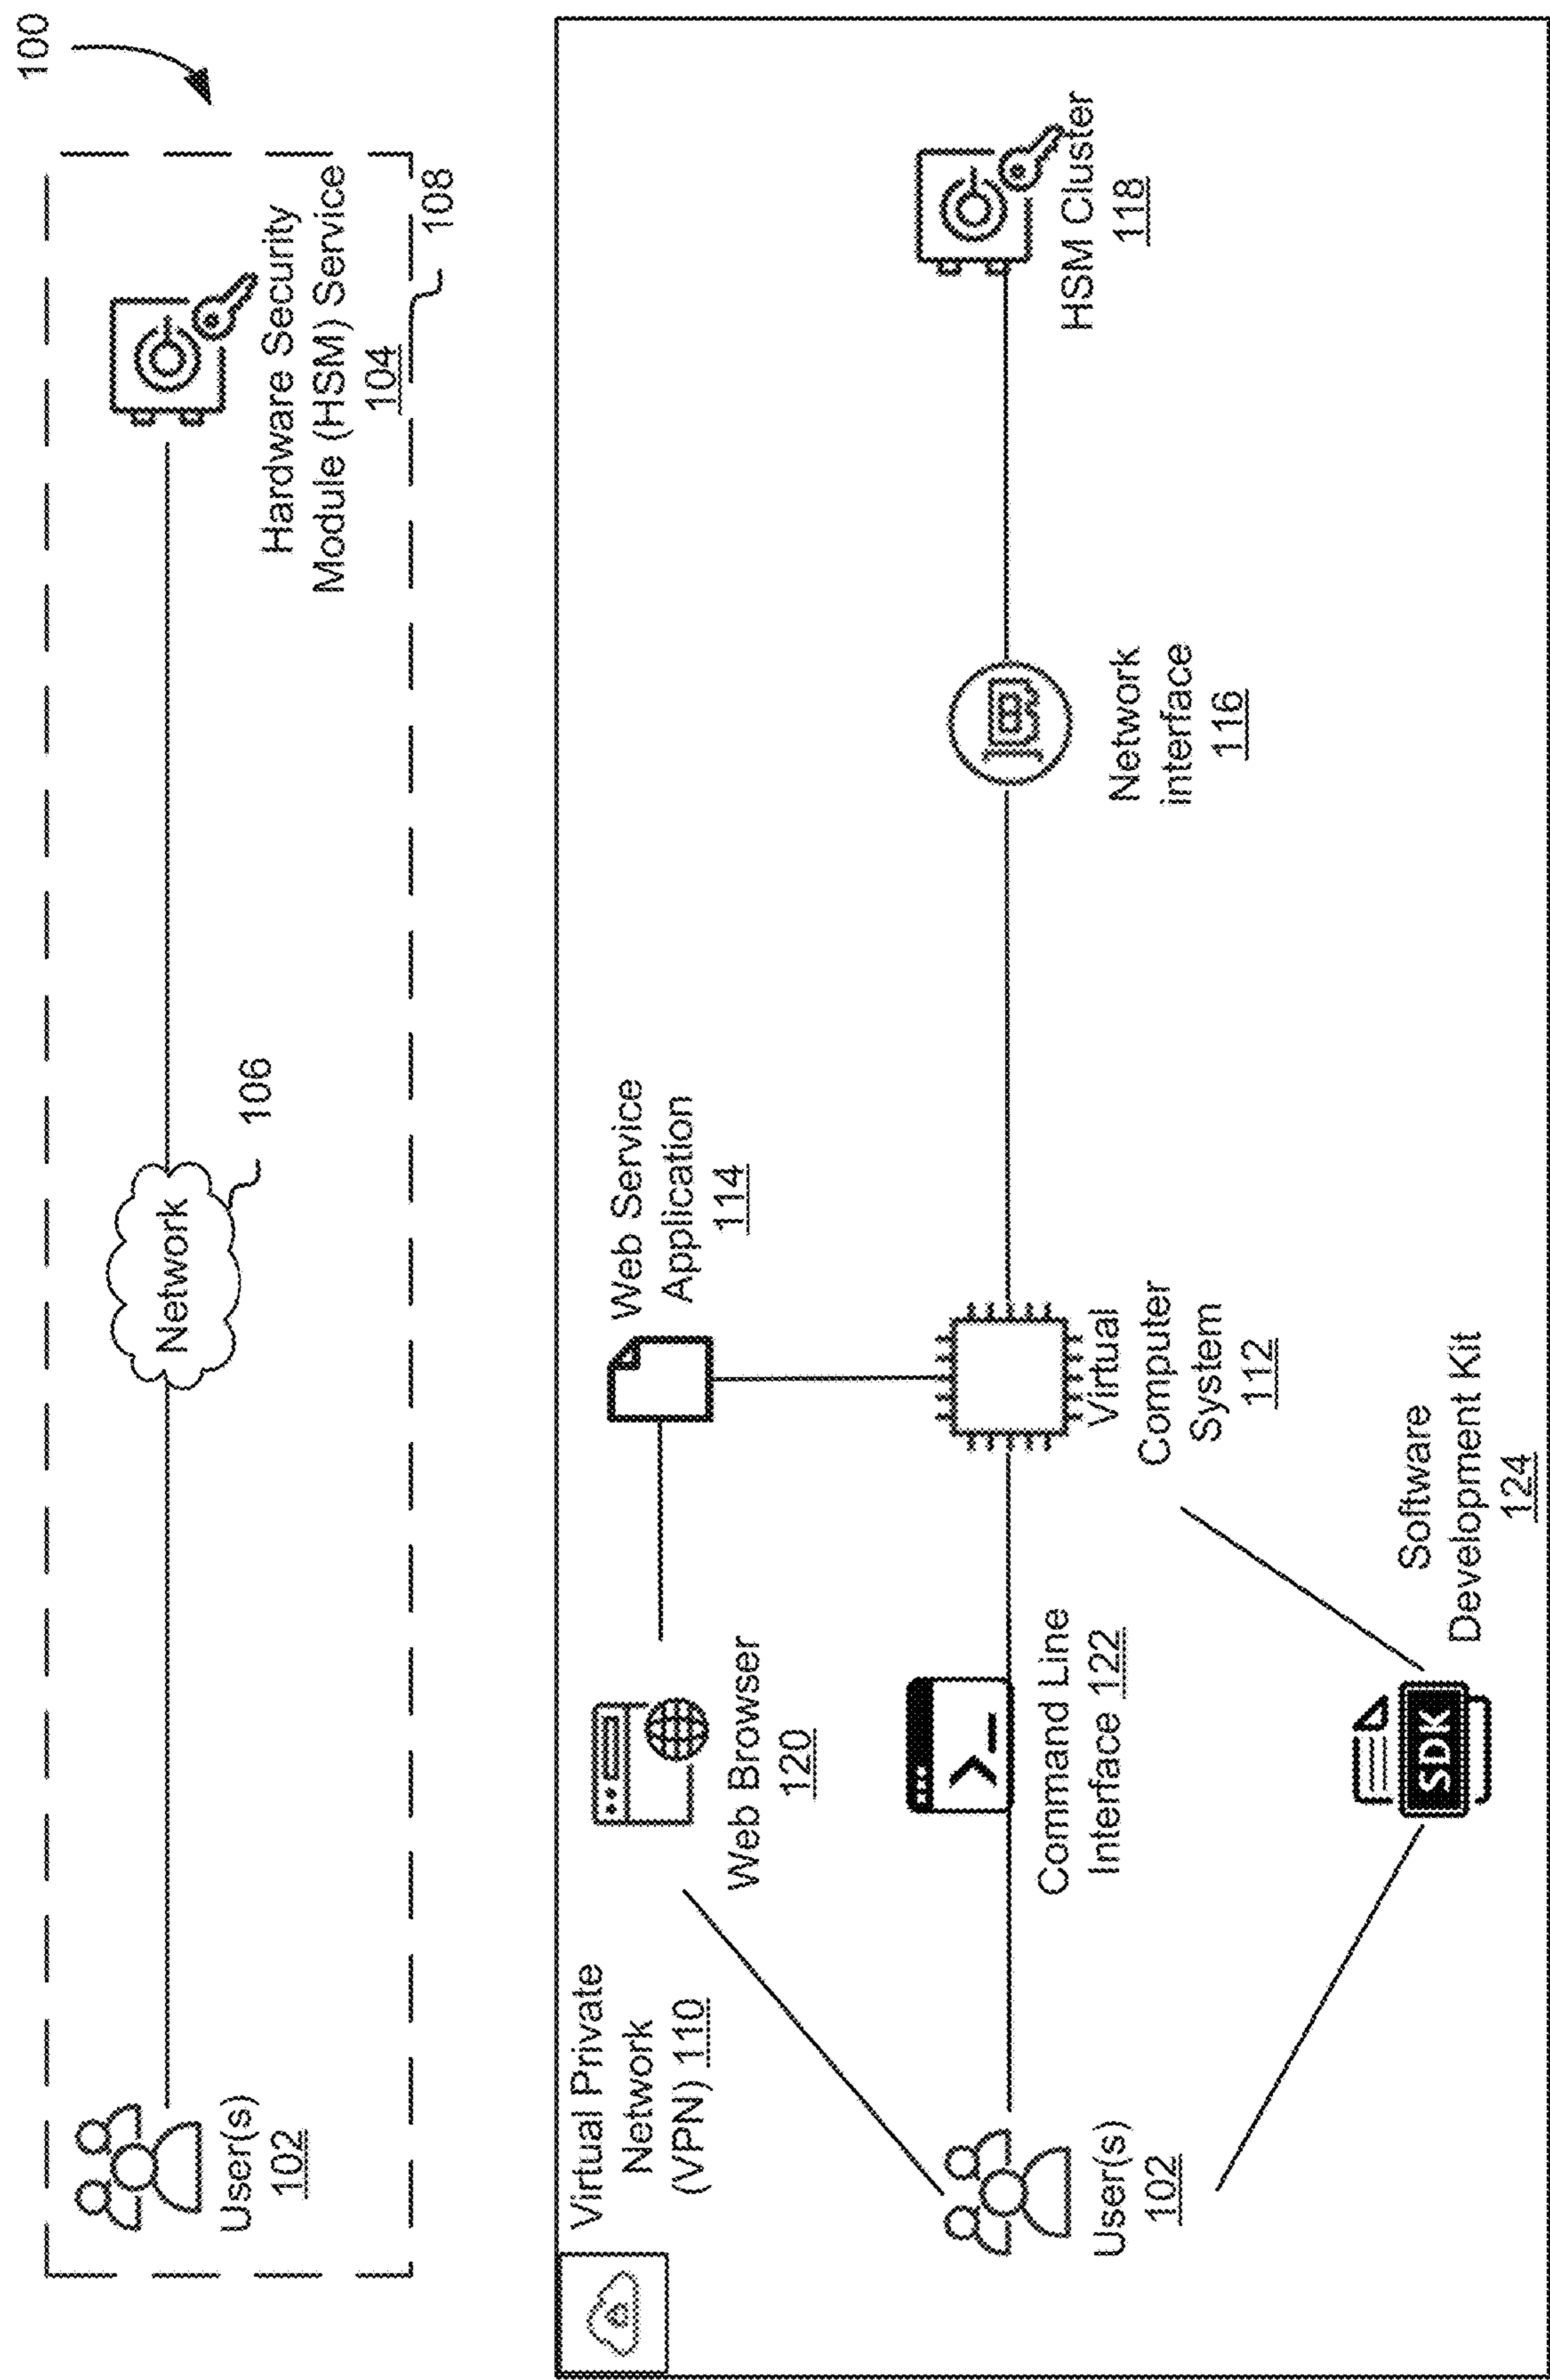 100
User(s)
102
Network
106
Hardware Security
Module (HSM) Service
104
108
Virtual Private
Network
(VPN) 110
Web Browser
120
Web Service
Application
114
User(s)
102
Command Line
Interface 122
Virtual
Computer
System
112
Network
interface
116
HSM Cluster
118
SDK
Software
Development Kit
124